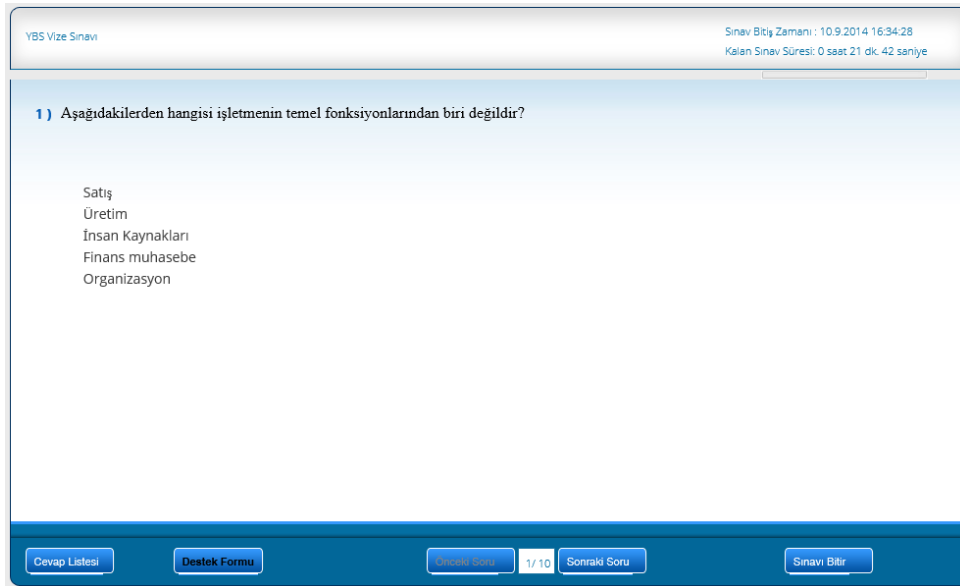 YBS Vize Sınavı
Sınav Bitiş Zamanı : 10.9.2014 16:34:28
Kalan Sınav Süresi: 0 saat 21 dk. 42 saniye
1 ) Aşağıdakilerden hangisi işletmenin temel fonksiyonlarından biri değildir?
Satış
Üretim
İnsan Kaynakları
Finans muhasebe
Organizasyon
Cevap Listesi Destek Formu Önceki Soru 1/ 10 Sonraki Soru Sınavı Bitir